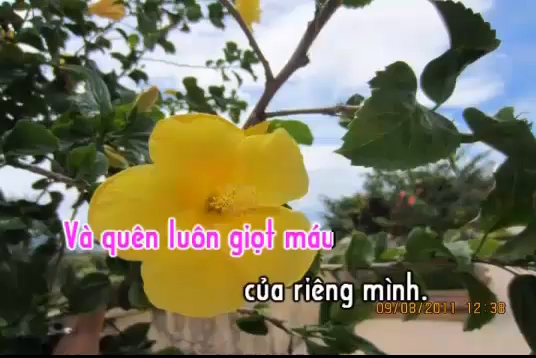 Và quên luôn giọt máu
của riêng mình.
09/08/2011 12:38